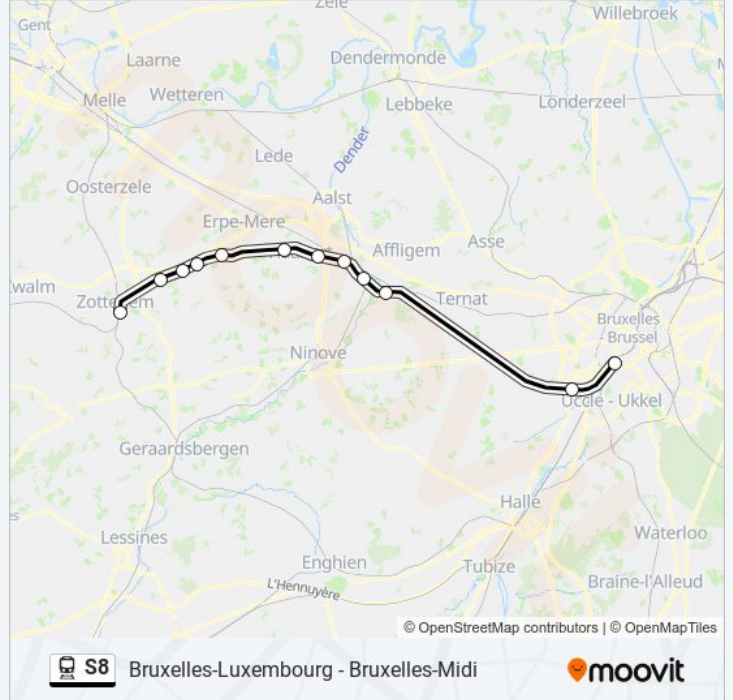 Zele
Willebroek
Gent
Laarne
Dendermonde
Melle
Wetteren
Lebbeke
Londerzeel
Dender
Lede
Oosterzele
Aalst
Erpe-Mere
Affligem
Asse
Ternat
Bruxelles
- Brussel
Ninove
Uccle - Ukkel
Geraardsbergen
Halle
Lessines
Waterloo
Enghien
Tubize
Braine-l'Alleud
L'Hennuyère
© OpenStreetMap contributors | © OpenMapTiles
S8 Bruxelles-Luxembourg - Bruxelles-Midi
moovit